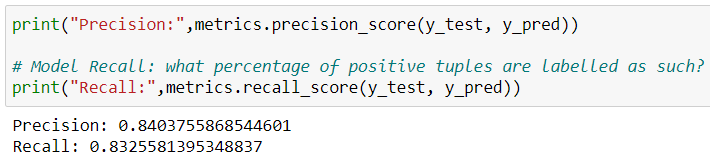 print("Precision:",metrics.precision_score(y_test, y_pred))
# Model Recall: what percentage of positive tuples are labelled as such?
print("Recall:",metrics.recall_score(y_test, y_pred))
Precision: 0.8403755868544601
Recall: 0.8325581395348837